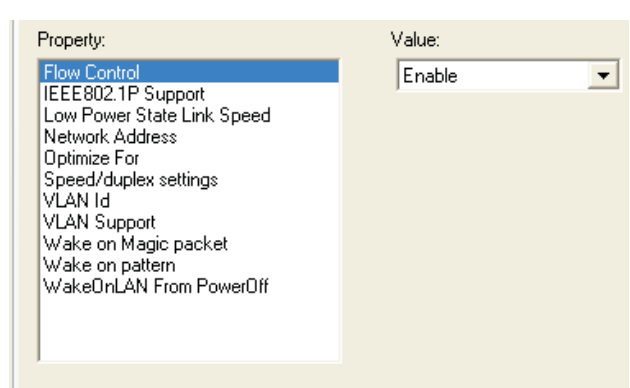 Property:
Value:
Flow Control
Enable
IEEE802.1P Support
Low Power State Link Speed
Network Address
Optimize For
Speed/duplex settings
VLAN Id
VLAN Support
Wake on Magic packet
Wake on pattern
WakeOnLAN From PowerOff